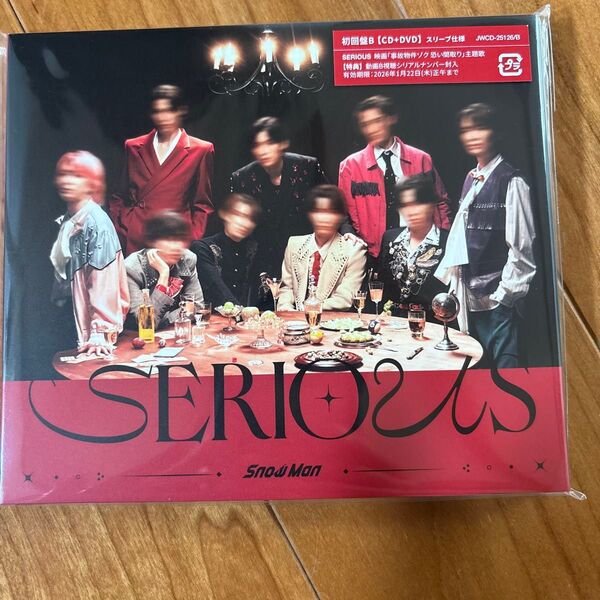 初回盤B【CD+DVD】スリーブ仕様 JWCD-25126/B
SERIOUS 映画「事故物件ゾク 恐い間取り」主題歌
【特典】動画B視聴シリアルナンバー封入
有効期限：2026年1月22日(木)正午まで
SERIOUS
Snow Man